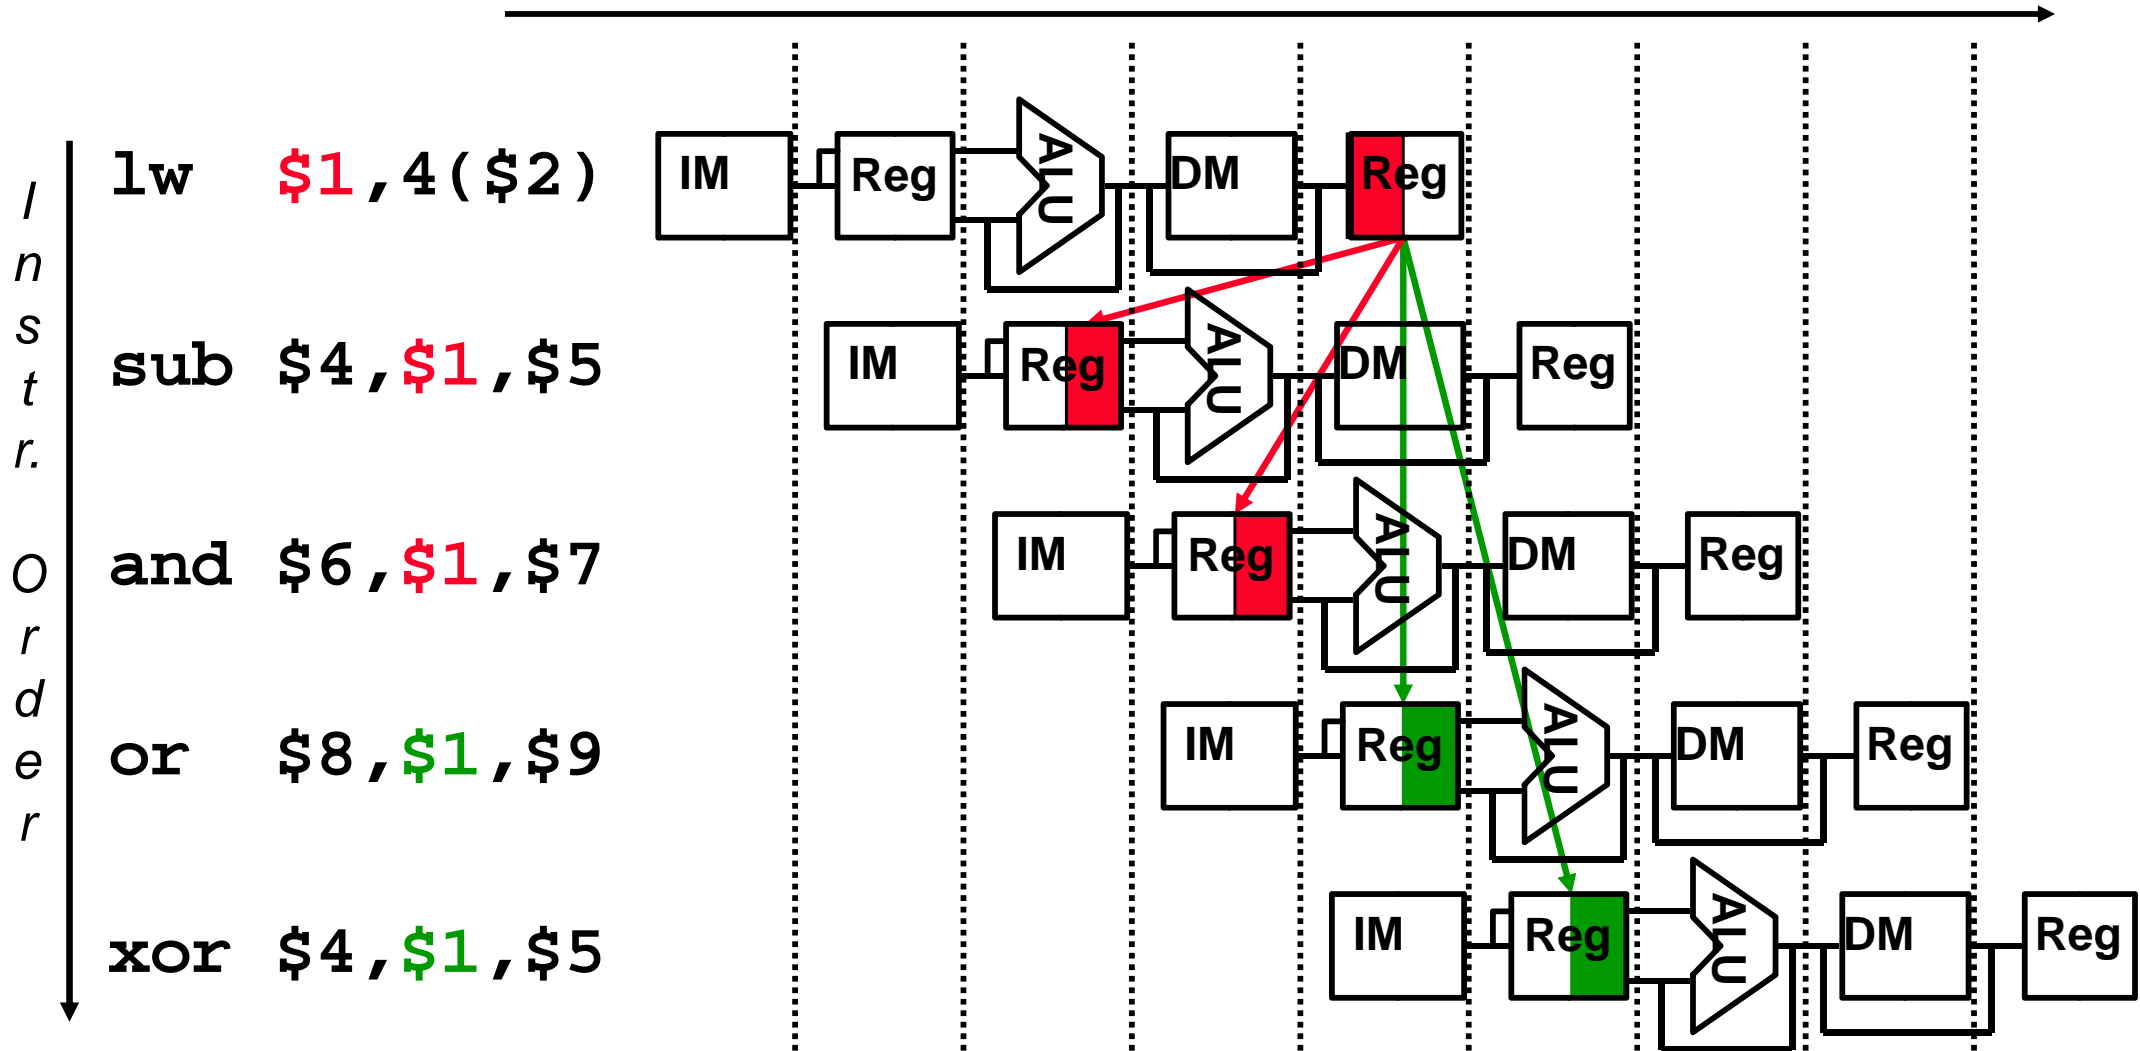 Instr. Order
lw $1,4($2) IM Reg ALU DM Reg
sub $4,$1,$5 IM Reg ALU DM Reg
and $6,$1,$7 IM Reg ALU DM Reg
or $8,$1,$9 IM Reg ALU DM Reg
xor $4,$1,$5 IM Reg ALU DM Reg